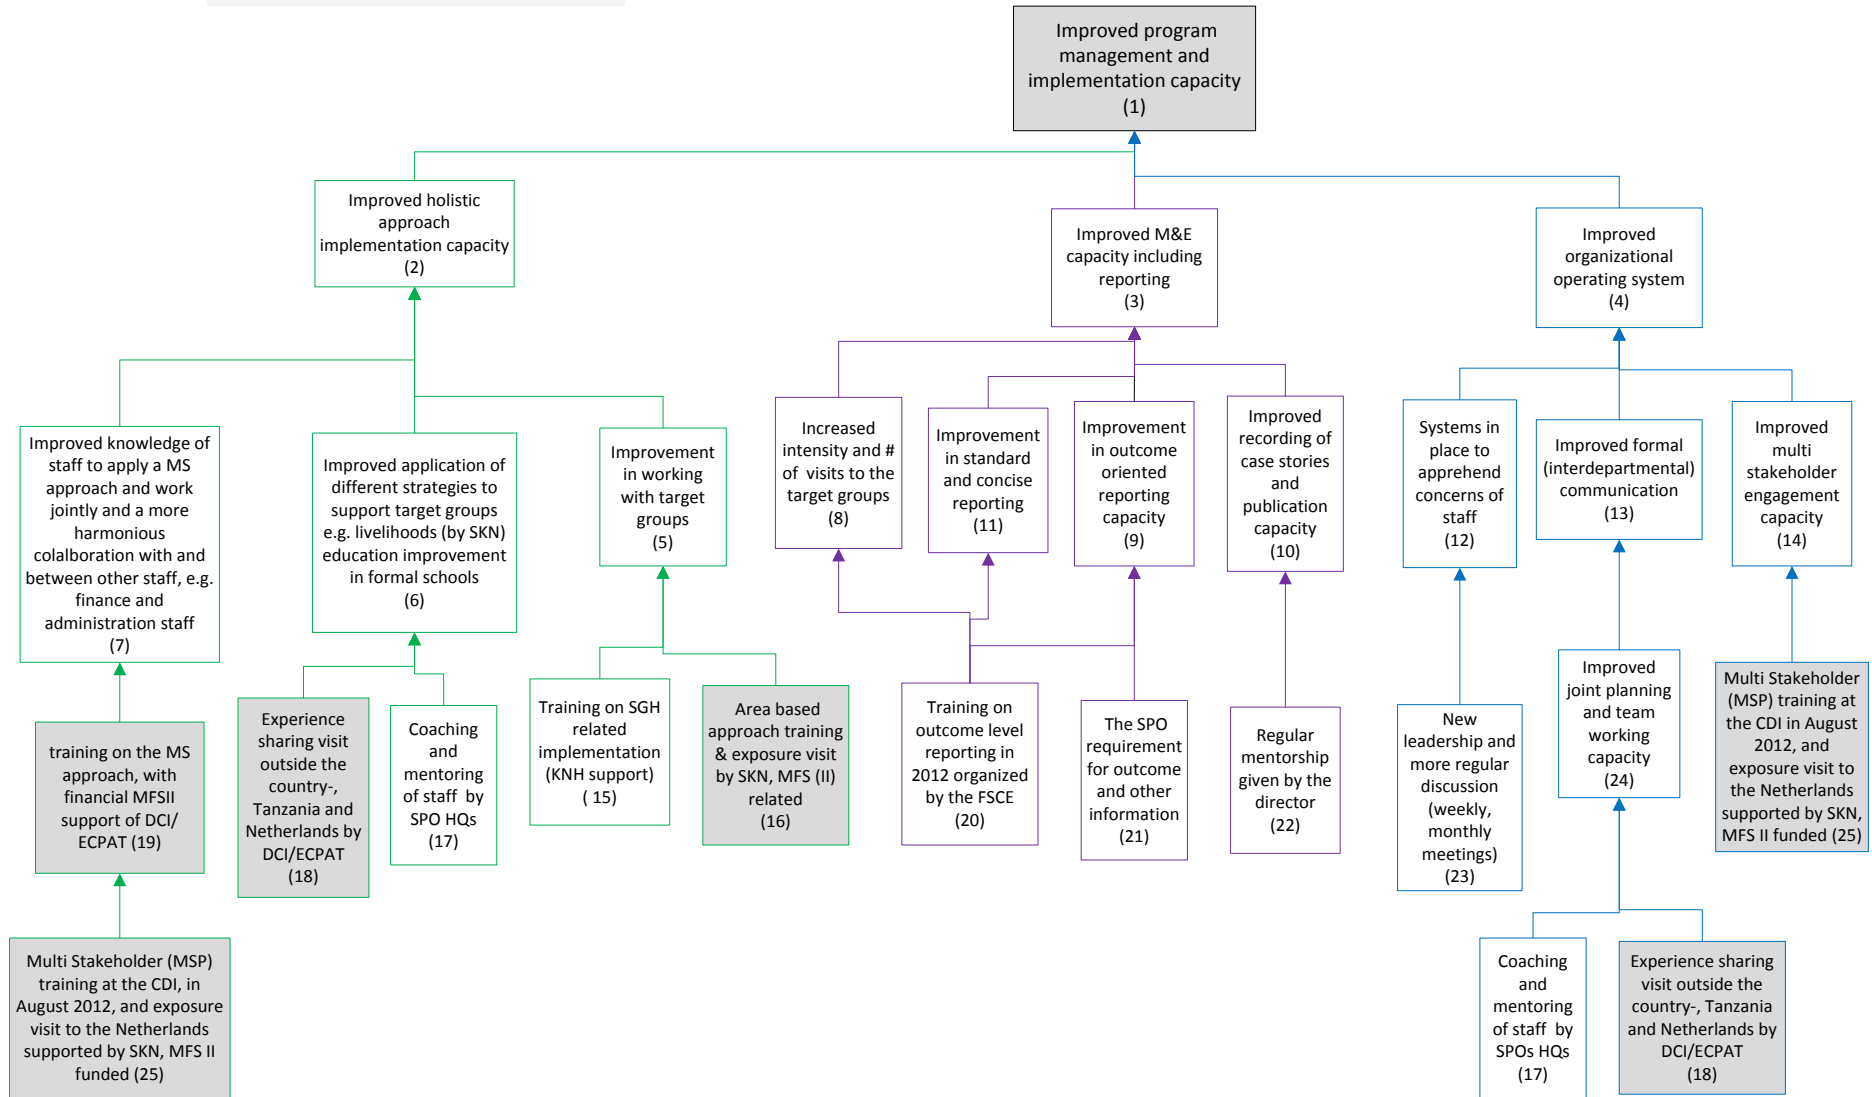 Improved program
management and
implementation capacity
(1)
Improved holistic
approach
implementation capacity
(2)
Improved M&E
capacity including
reporting
(3)
Improved
organizational
operating system
(4)
Improved knowledge of
staff to apply a MS
approach and work
jointly and a more
harmonious
colalboration with and
between other staff, e.g.
finance and
administration staff
(7)
Improved application of
different strategies to
support target groups
e.g. livelihoods (by SKN)
education improvement
in formal schools
(6)
Improvement
in working
with target
groups
(5)
Increased
intensity and #
of visits to the
target groups
(8)
Improvement
in standard
and concise
reporting
(11)
Improvement
in outcome
oriented
reporting
capacity
(9)
Improved
recording of
case stories
and
publication
capacity
(10)
Systems in
place to
apprehend
concerns of
staff
(12)
Improved formal
(interdepartmental)
communication
(13)
Improved
multi
stakeholder
engagement
capacity
(14)
training on the MS
approach, with
financial MFSII
support of DCI/
ECPAT (19)
Experience
sharing visit
outside the
country-,
Tanzania and
Netherlands by
DCI/ECPAT
(18)
Coaching
and
mentoring
of staff by
SPO HQs
(17)
Training on SGH
related
implementation
(KNH support)
( 15)
Area based
approach training
& exposure visit
by SKN, MFS (II)
related
(16)
Training on
outcome level
reporting in
2012 organized
by the FSCE
(20)
The SPO
requirement
for outcome
and other
information
(21)
Regular
mentorship
given by the
director
(22)
New
leadership and
more regular
discussion
(weekly,
monthly
meetings)
(23)
Improved
joint planning
and team
working
capacity
(24)
Multi Stakeholder
(MSP) training at
the CDI in August
2012, and
exposure visit to
the Netherlands
supported by SKN,
MFS II funded (25)
Multi Stakeholder (MSP)
training at the CDI, in
August 2012, and exposure
visit to the Netherlands
supported by SKN, MFS II
funded (25)
Coaching
and
mentoring
of staff by
SPOs HQs
(17)
Experience sharing
visit outside the
country-, Tanzania
and Netherlands by
DCI/ECPAT
(18)